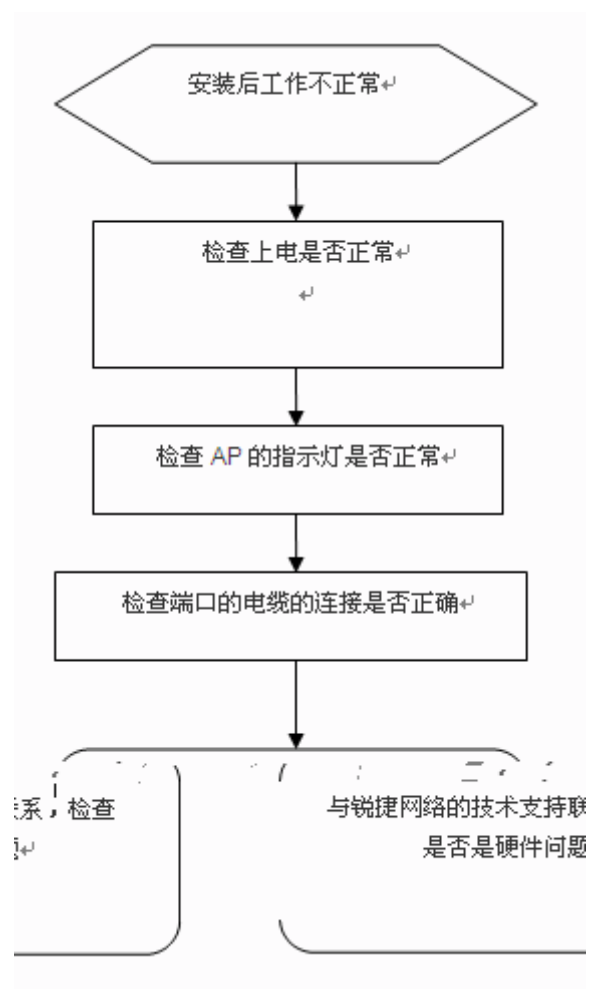 安装后工作不正常↵
检查上电是否正常↵
↵
检查 AP 的指示灯是否正常↵
检查端口的电缆的连接是否正确↵
系，检查
与锐捷网络的技术支持联
↵
是否是硬件问题